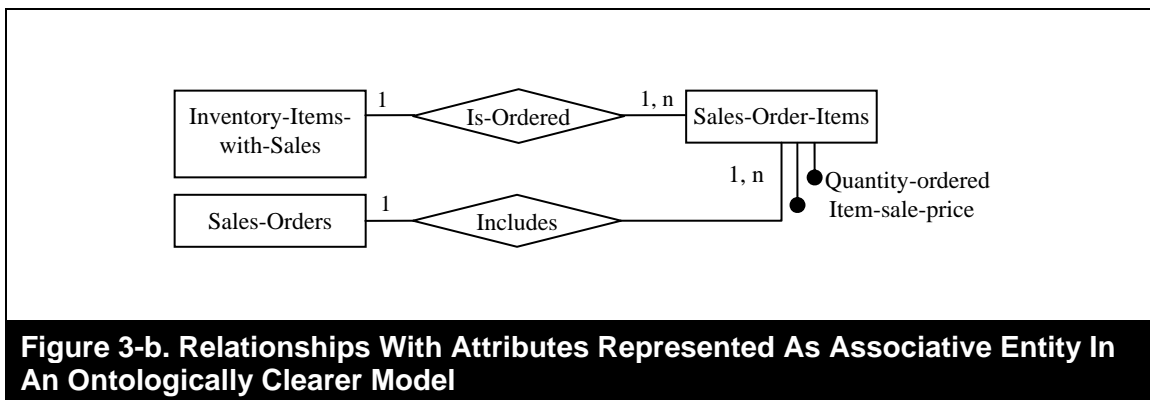 Inventory-Items-
with-Sales
1
Is-Ordered
1, n
Sales-Order-Items
1, n
Quantity-ordered
Item-sale-price
Sales-Orders
1
Includes
Figure 3-b. Relationships With Attributes Represented As Associative Entity In
An Ontologically Clearer Model